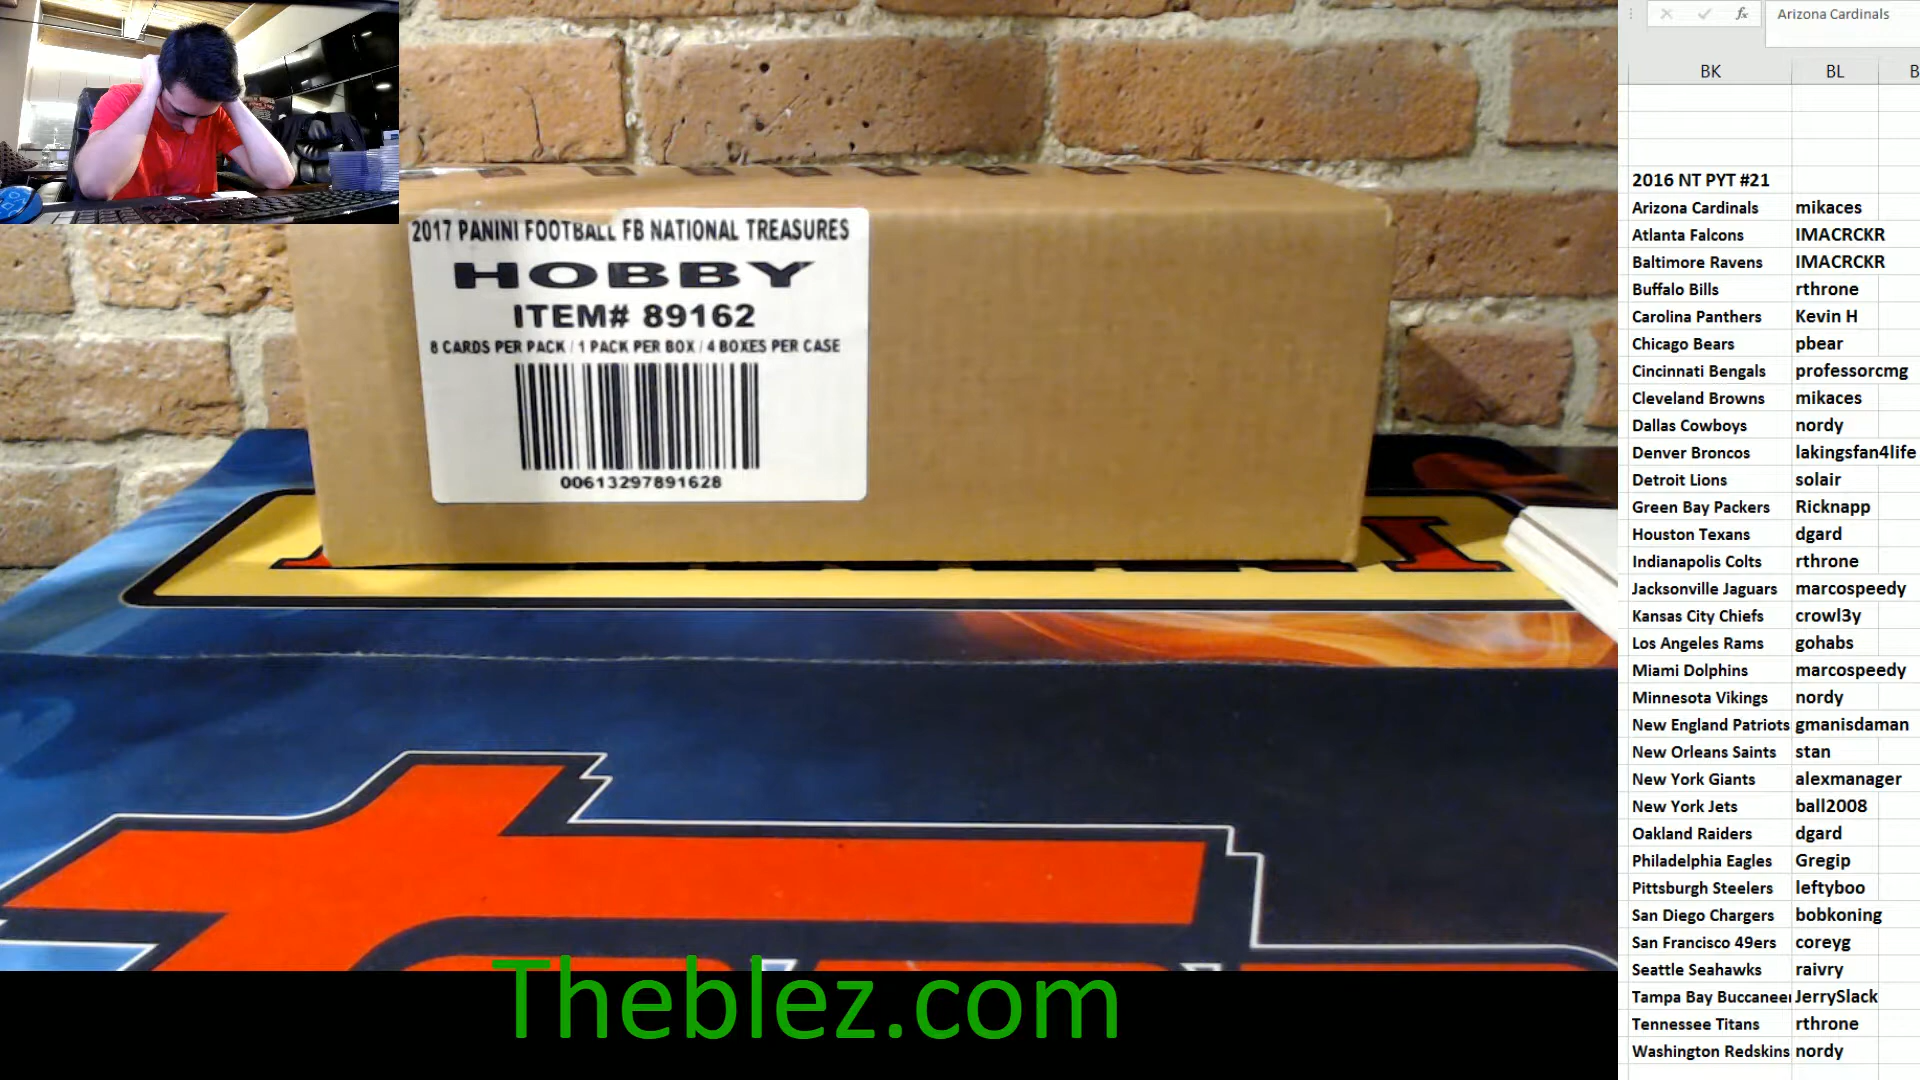 Arizona Cardinals
BK BL
2016 NT PYT #21
Arizona Cardinals mikaces
Atlanta Falcons IMACRCKR
Baltimore Ravens IMACRCKR
Buffalo Bills rthrone
Carolina Panthers Kevin H
Chicago Bears pbear
Cincinnati Bengals professorcmg
Cleveland Browns mikaces
Dallas Cowboys nordy
Denver Broncos lakingsfan4life
Detroit Lions solair
Green Bay Packers Ricknapp
Houston Texans dgard
Indianapolis Colts rthrone
Jacksonville Jaguars marcospeedy
Kansas City Chiefs crowl3y
Los Angeles Rams gohabs
Miami Dolphins marcospeedy
Minnesota Vikings nordy
New England Patriots gmanisdaman
New Orleans Saints stan
New York Giants alexmanager
New York Jets ball2008
Oakland Raiders dgard
Philadelphia Eagles Gregip
Pittsburgh Steelers leftyboo
San Diego Chargers bobkoning
San Francisco 49ers coreyg
Seattle Seahawks raivry
Tampa Bay Buccaneer JerrySlack
Tennessee Titans rthrone
Washington Redskins nordy
2017 PANINI FOOTBALL FB NATIONAL TREASURES
HOBBY
ITEM# 89162
8 CARDS PER PACK / 1 PACK PER BOX / 4 BOXES PER CASE
00613297891628
Theblez.com